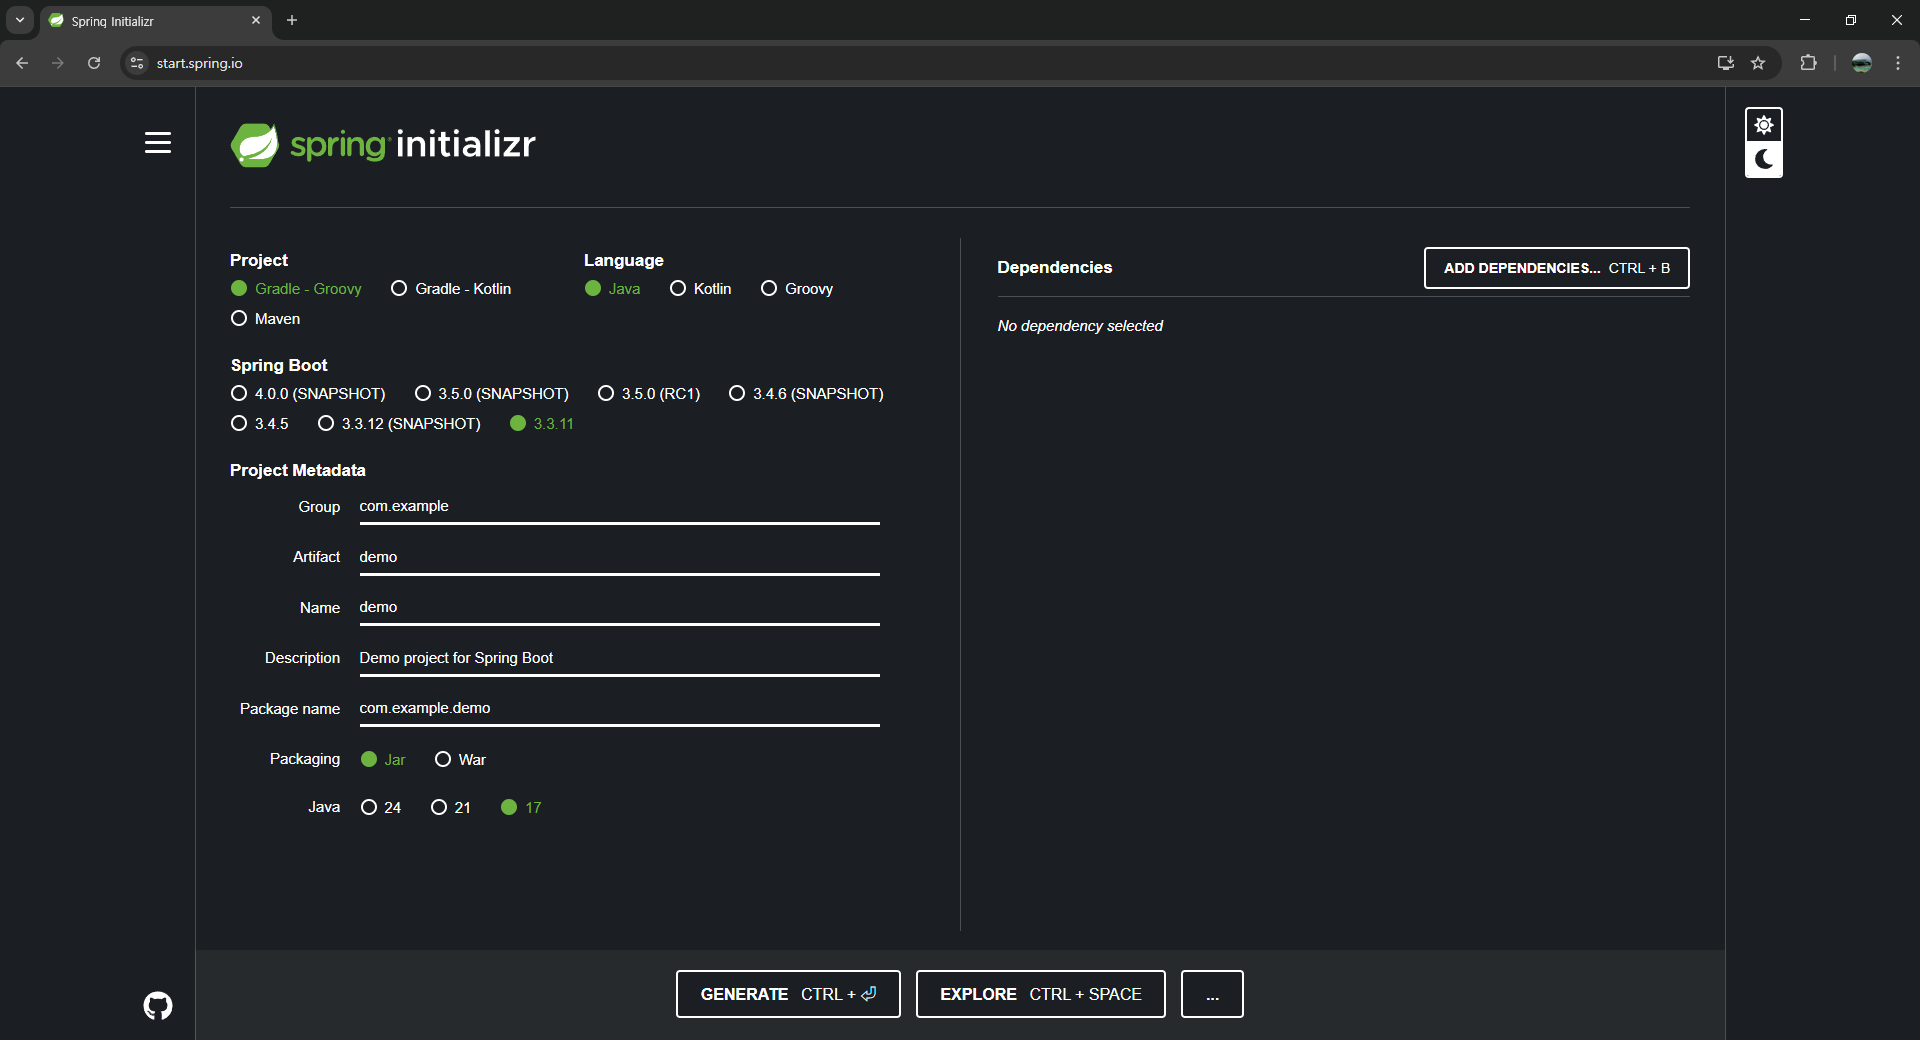 Spring Initializr
start.spring.io
spring initializr
Project
Gradle - Groovy Gradle - Kotlin
Maven
Language
Java Kotlin Groovy
Spring Boot
4.0.0 (SNAPSHOT) 3.5.0 (SNAPSHOT) 3.5.0 (RC1) 3.4.6 (SNAPSHOT)
3.4.5 3.3.12 (SNAPSHOT) 3.3.11
Project Metadata
Group com.example
Artifact demo
Name demo
Description Demo project for Spring Boot
Package name com.example.demo
Packaging Jar War
Java 24 21 17
Dependencies
ADD DEPENDENCIES... CTRL + B
No dependency selected
GENERATE CTRL + ⏎
EXPLORE CTRL + SPACE
...